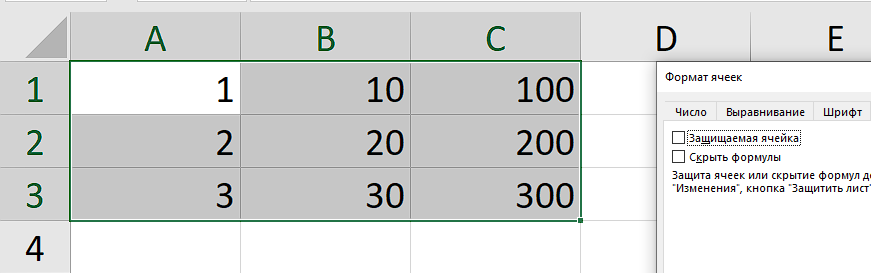 A B C D E
1 1 10 100
2 2 20 200
3 3 30 300
4
Формат ячеек
Число Выравнивание Шрифт
Защищаемая ячейка
Скрыть формулы
Защита ячеек или скрытие формул д
"Изменения", кнопка "Защитить лист"